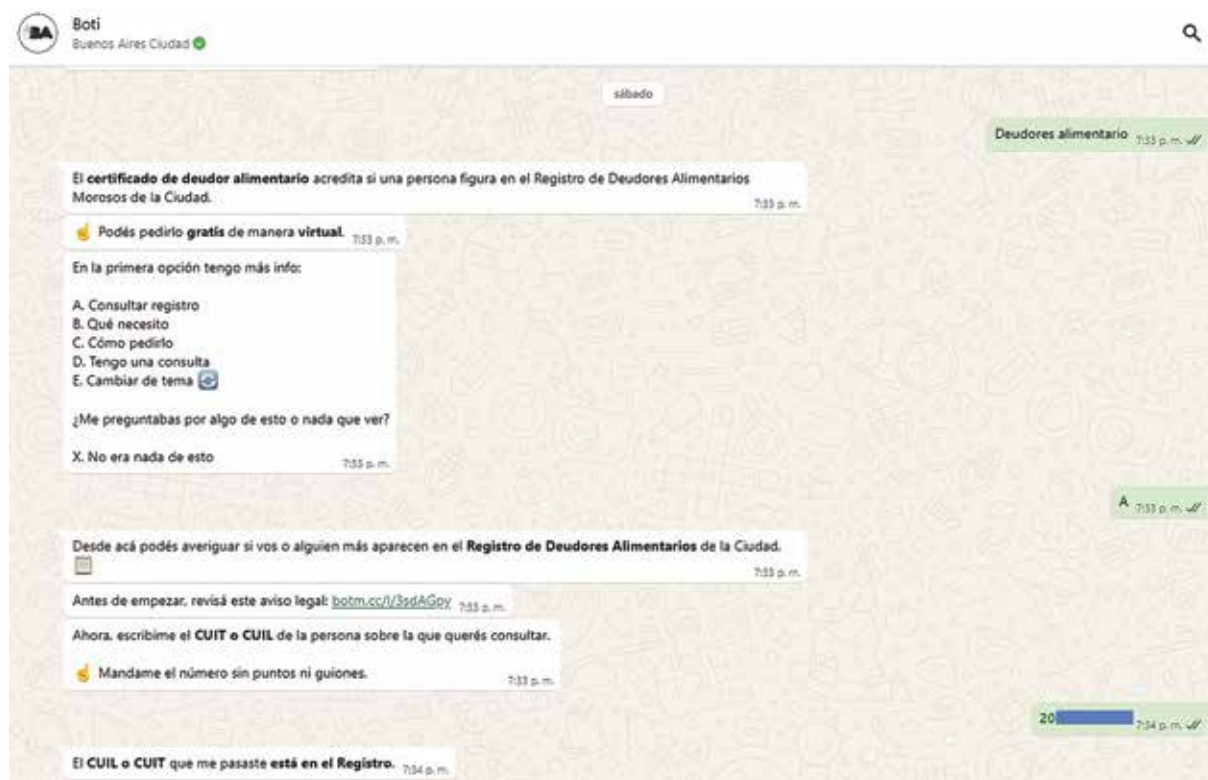 BA
Boti
Buenos Aires Ciudad
sábado
Deudores alimentario 7:33 p. m.
El certificado de deudor alimentario acredita si una persona figura en el Registro de Deudores Alimentarios
Morosos de la Ciudad.
7:33 p. m.
Podés pedirlo gratis de manera virtual. 7:33 p. m.
En la primera opción tengo más info:
A. Consultar registro
B. Qué necesito
C. Cómo pedirlo
D. Tengo una consulta
E. Cambiar de tema
¿Me preguntabas por algo de esto o nada que ver?
X. No era nada de esto 7:33 p. m.
A 7:33 p. m.
Desde acá podés averiguar si vos o alguien más aparecen en el Registro de Deudores Alimentarios de la Ciudad.
7:33 p. m.
Antes de empezar, revisá este aviso legal: botm.cc/l/3sdAGpy 7:33 p. m.
Ahora, escribime el CUIT o CUIL de la persona sobre la que querés consultar.
Mandame el número sin puntos ni guiones. 7:33 p. m.
20 7:34 p. m.
El CUIL o CUIT que me pasaste está en el Registro. 7:34 p. m.